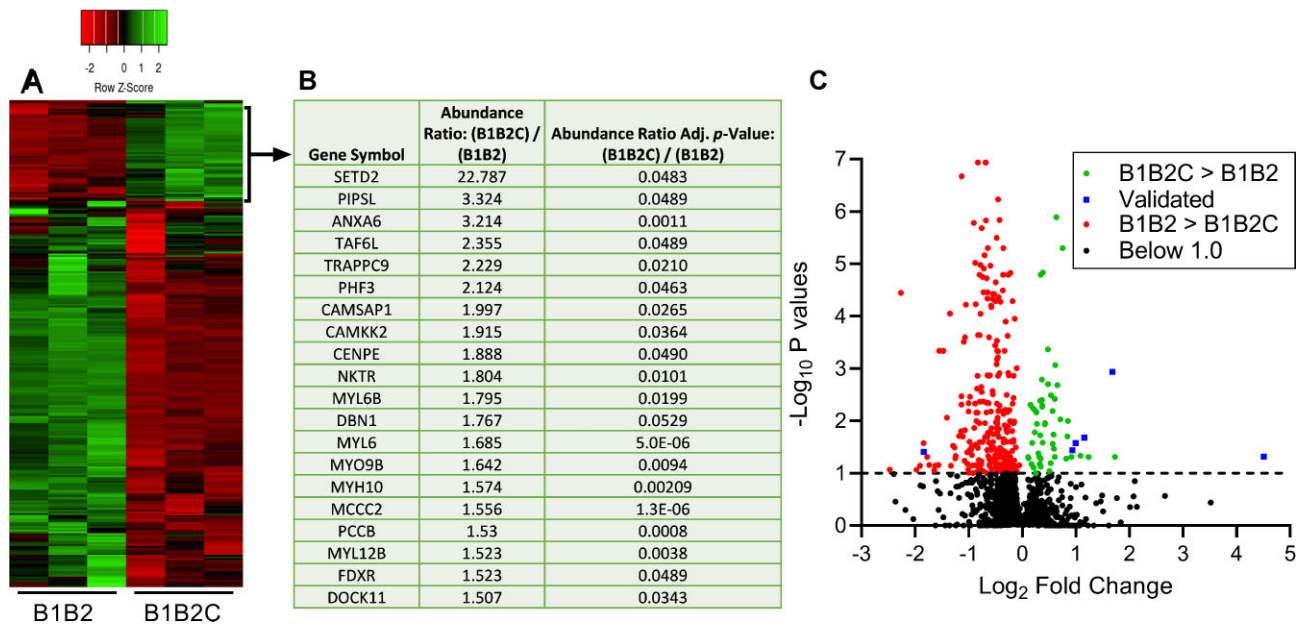 -2 0 1 2
Row Z-Score
A
B1B2 B1B2C
B
Gene Symbol Abundance Ratio: (B1B2C) / (B1B2) Abundance Ratio Adj. p-Value: (B1B2C) / (B1B2)
SETD2 22.787 0.0483
PIPSL 3.324 0.0489
ANXA6 3.214 0.0011
TAF6L 2.355 0.0489
TRAPPC9 2.229 0.0210
PHF3 2.124 0.0463
CAMSAP1 1.997 0.0265
CAMKK2 1.915 0.0364
CENPE 1.888 0.0490
NKTR 1.804 0.0101
MYL6B 1.795 0.0199
DBN1 1.767 0.0529
MYL6 1.685 5.0E-06
MYO9B 1.642 0.0094
MYH10 1.574 0.00209
MCCC2 1.556 1.3E-06
PCCB 1.53 0.0008
MYL12B 1.523 0.0038
FDXR 1.523 0.0489
DOCK11 1.507 0.0343
C
B1B2C > B1B2
Validated
B1B2 > B1B2C
Below 1.0
-Log10 P values
7
6
5
4
3
2
1
0
-3 -2 -1 0 1 2 3 4 5
Log2 Fold Change